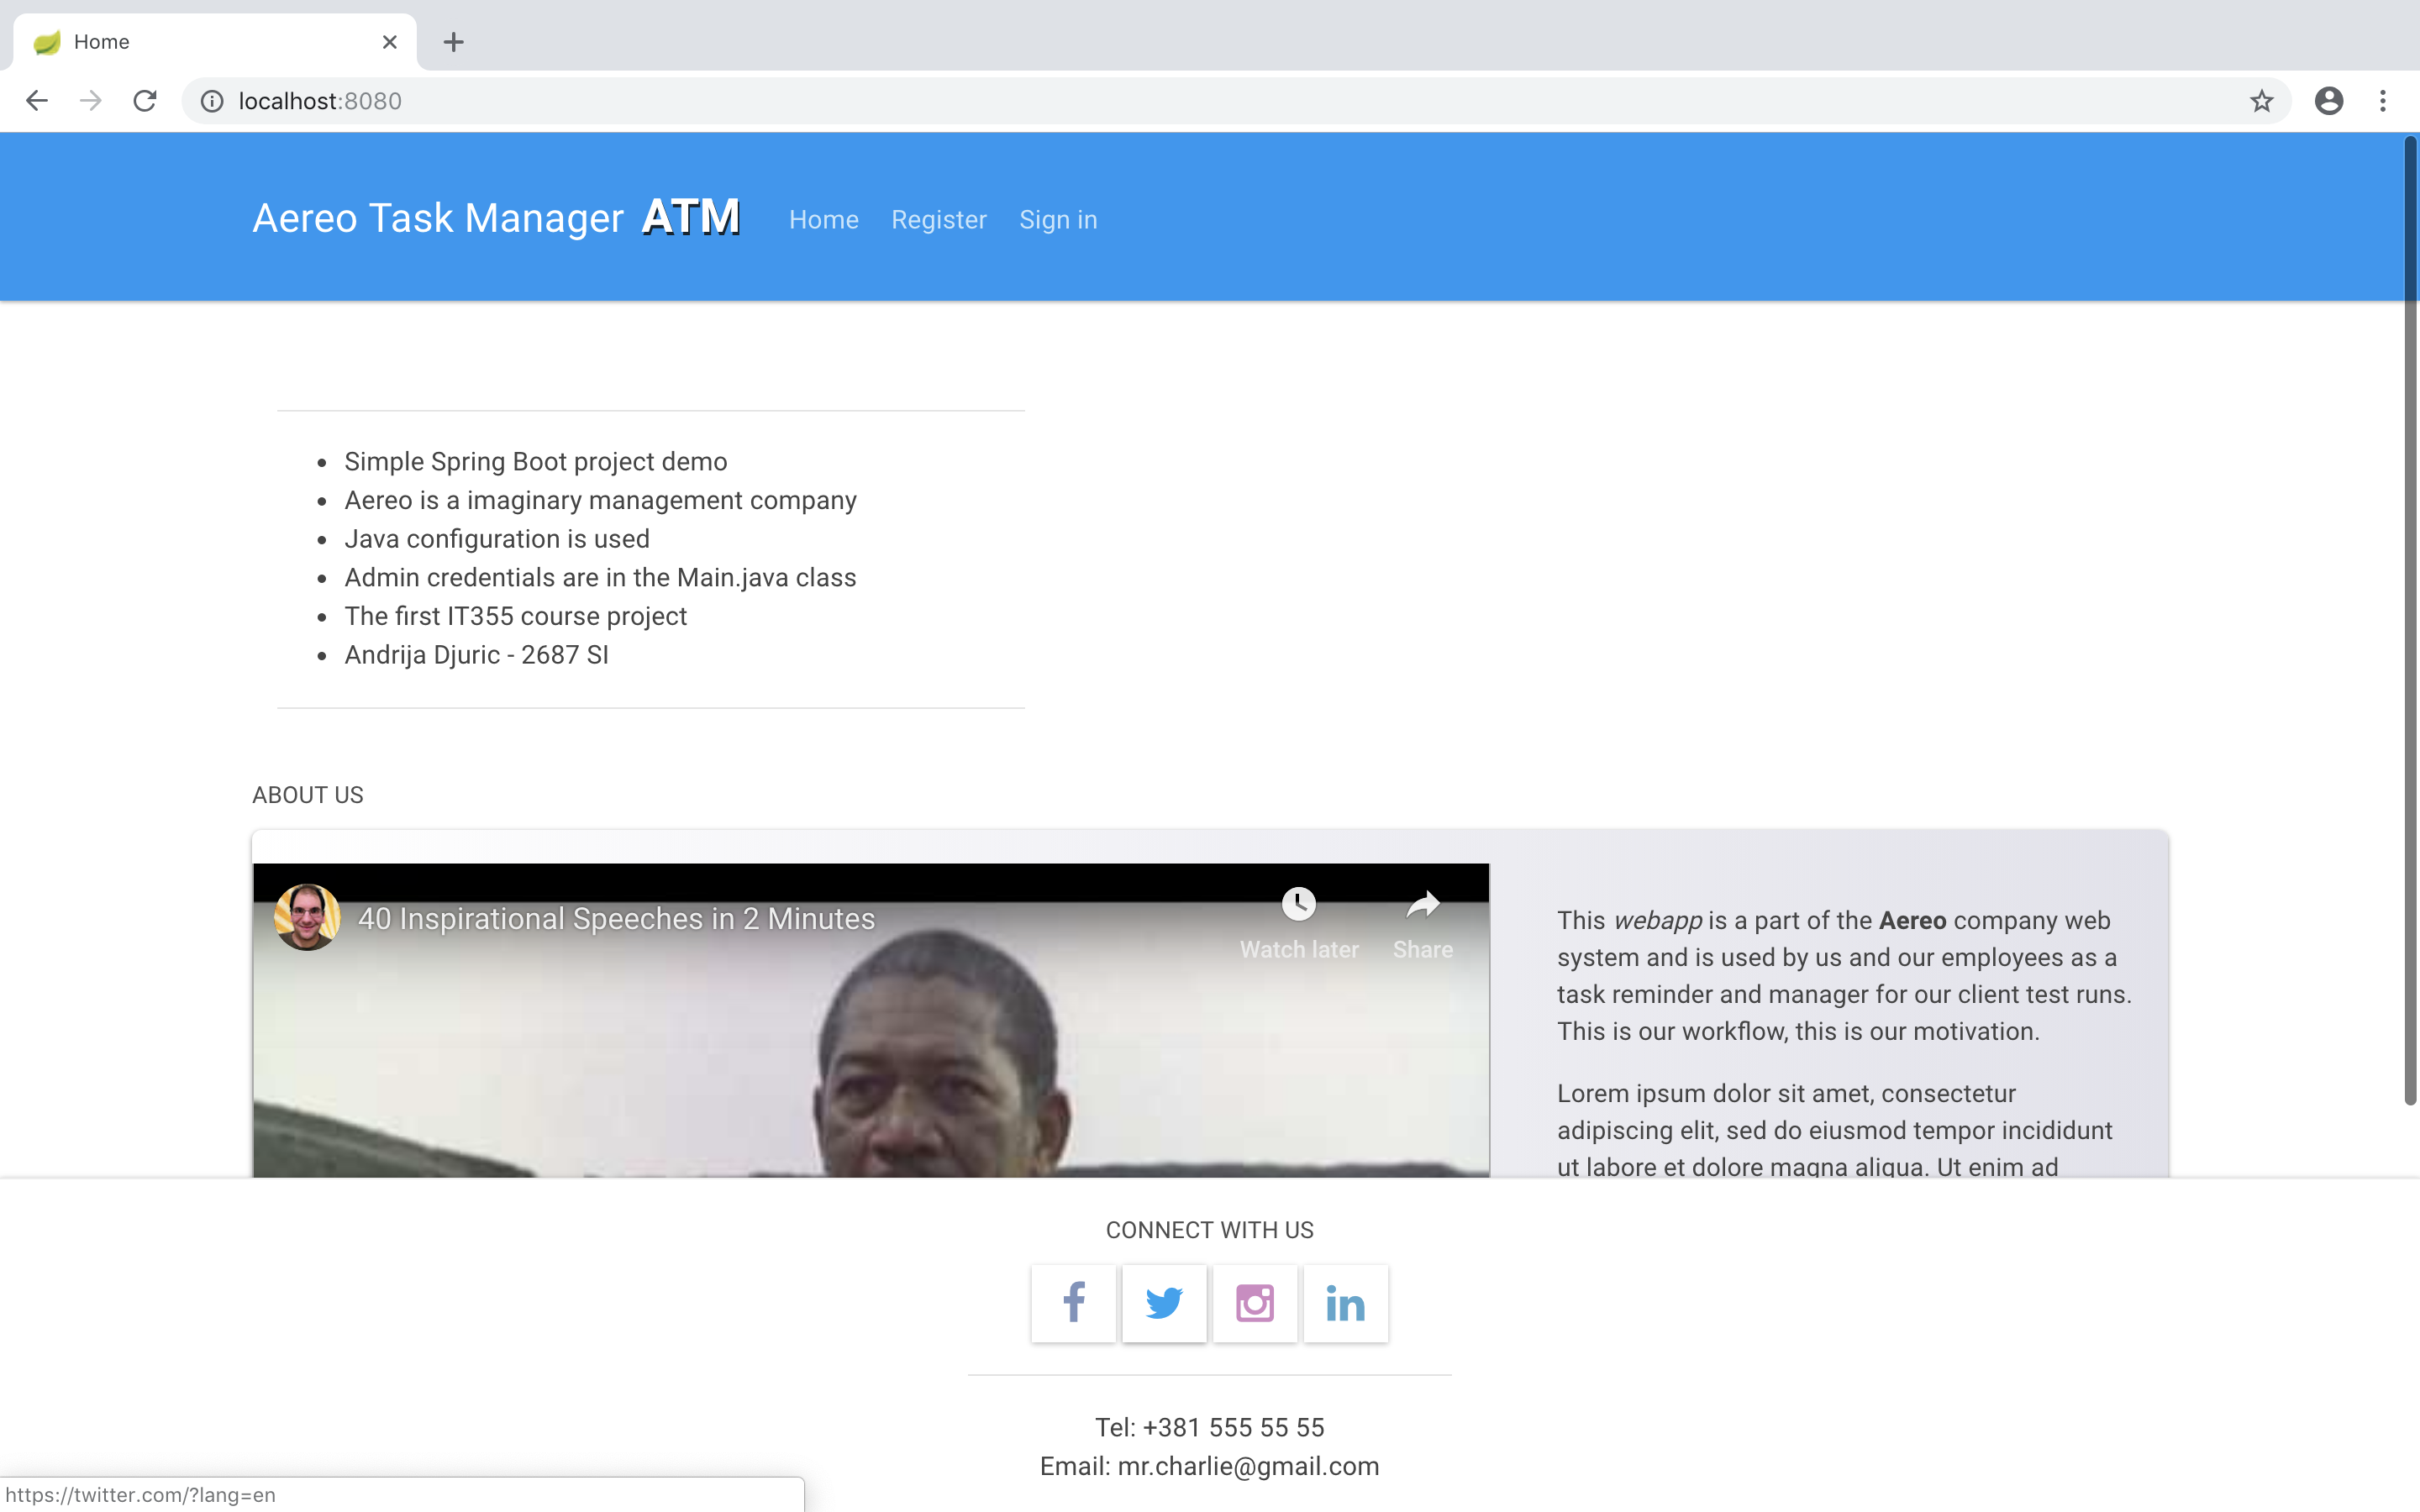 Home
localhost:8080
Aereo Task Manager ATM Home Register Sign in
Simple Spring Boot project demo
Aereo is a imaginary management company
Java configuration is used
Admin credentials are in the Main.java class
The first IT355 course project
Andrija Djuric - 2687 SI
ABOUT US
40 Inspirational Speeches in 2 Minutes
Watch later Share
This webapp is a part of the Aereo company web
system and is used by us and our employees as a
task reminder and manager for our client test runs.
This is our workflow, this is our motivation.
Lorem ipsum dolor sit amet, consectetur
adipiscing elit, sed do eiusmod tempor incididunt
ut labore et dolore magna aliqua. Ut enim ad
CONNECT WITH US
Tel: +381 555 55 55
Email: mr.charlie@gmail.com
https://twitter.com/?lang=en